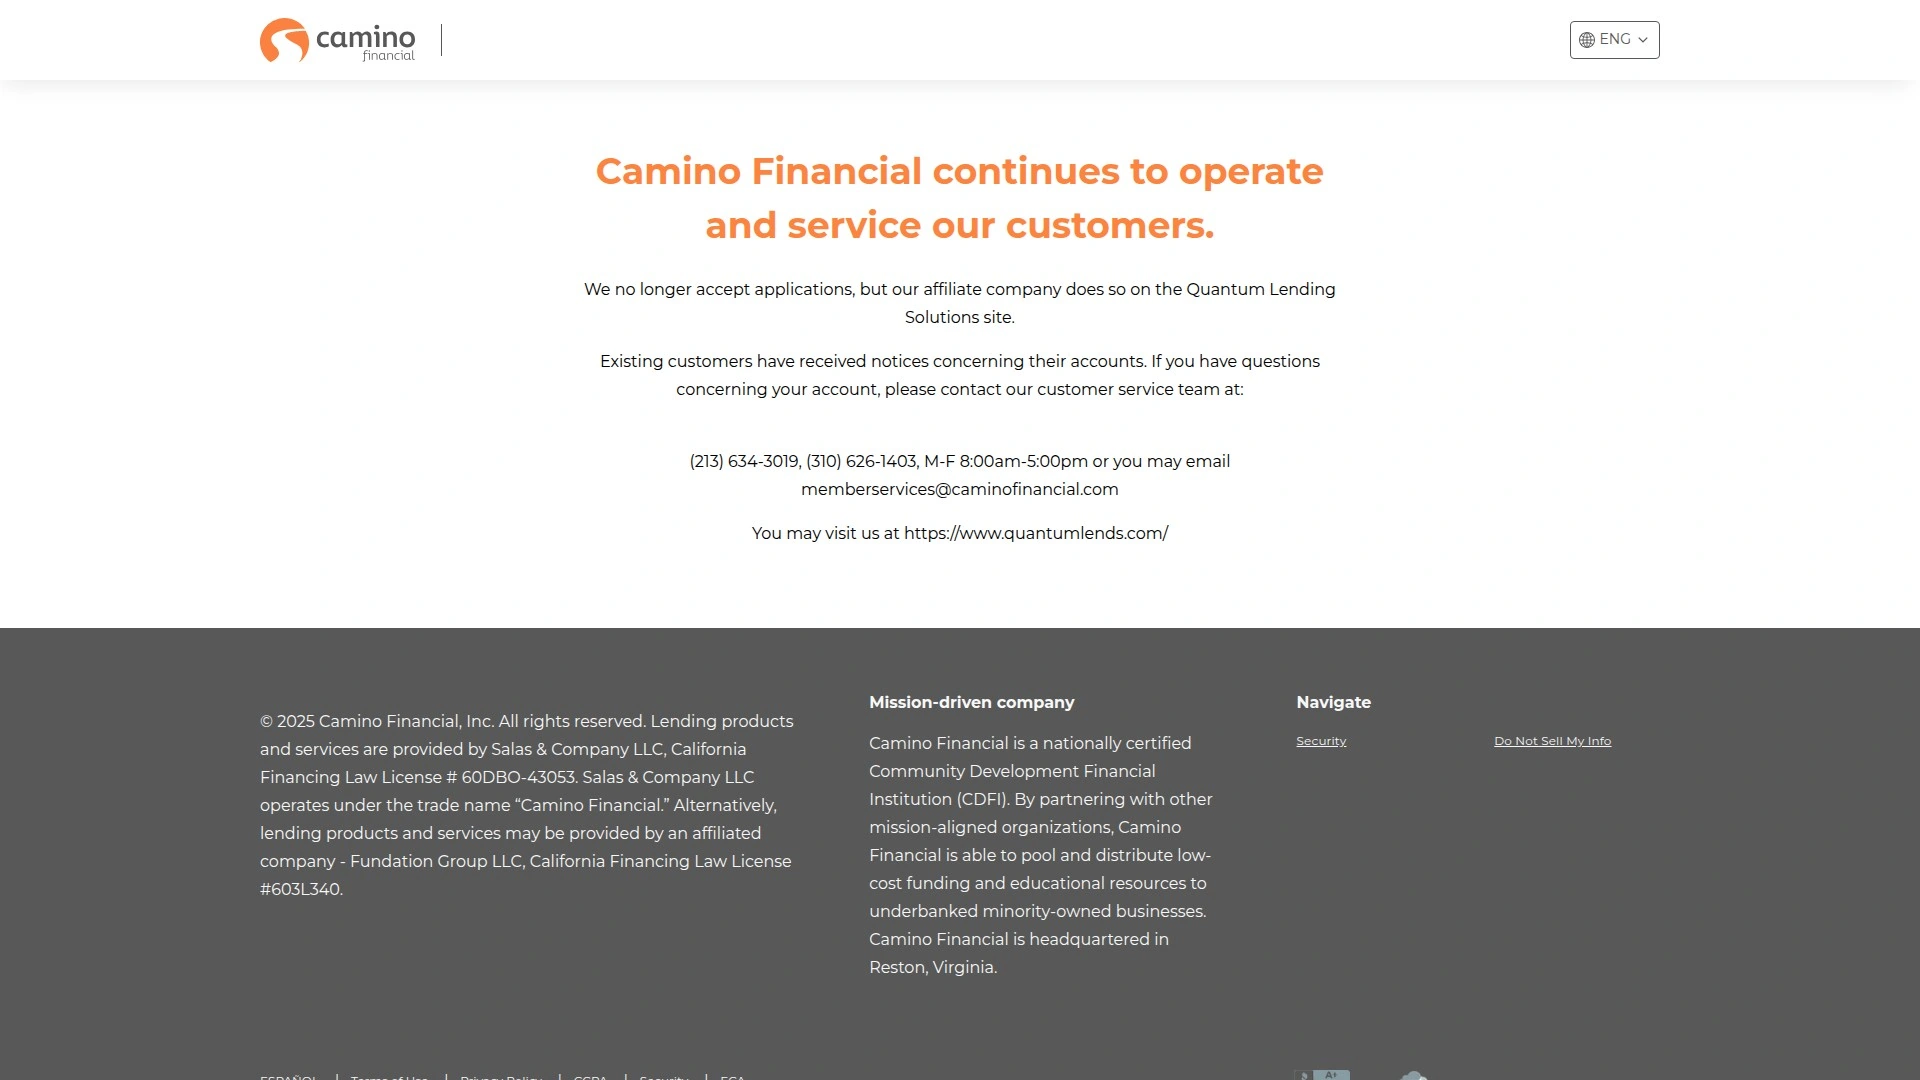 camino
financial
ENG
Camino Financial continues to operate
and service our customers.
We no longer accept applications, but our affiliate company does so on the Quantum Lending
Solutions site.
Existing customers have received notices concerning their accounts. If you have questions
concerning your account, please contact our customer service team at:
(213) 634-3019, (310) 626-1403, M-F 8:00am-5:00pm or you may email
memberservices@caminofinancial.com
You may visit us at https://www.quantumlends.com/
© 2025 Camino Financial, Inc. All rights reserved. Lending products
and services are provided by Salas & Company LLC, California
Financing Law License # 60DBO-43053. Salas & Company LLC
operates under the trade name “Camino Financial.” Alternatively,
lending products and services may be provided by an affiliated
company - Fundation Group LLC, California Financing Law License
#603L340.
Mission-driven company
Camino Financial is a nationally certified
Community Development Financial
Institution (CDFI). By partnering with other
mission-aligned organizations, Camino
Financial is able to pool and distribute low-
cost funding and educational resources to
underbanked minority-owned businesses.
Camino Financial is headquartered in
Reston, Virginia.
Navigate
Security
Do Not Sell My Info
ESPAÑOL | Terms of Use | Privacy Policy | CCPA | Security | ECA
A+